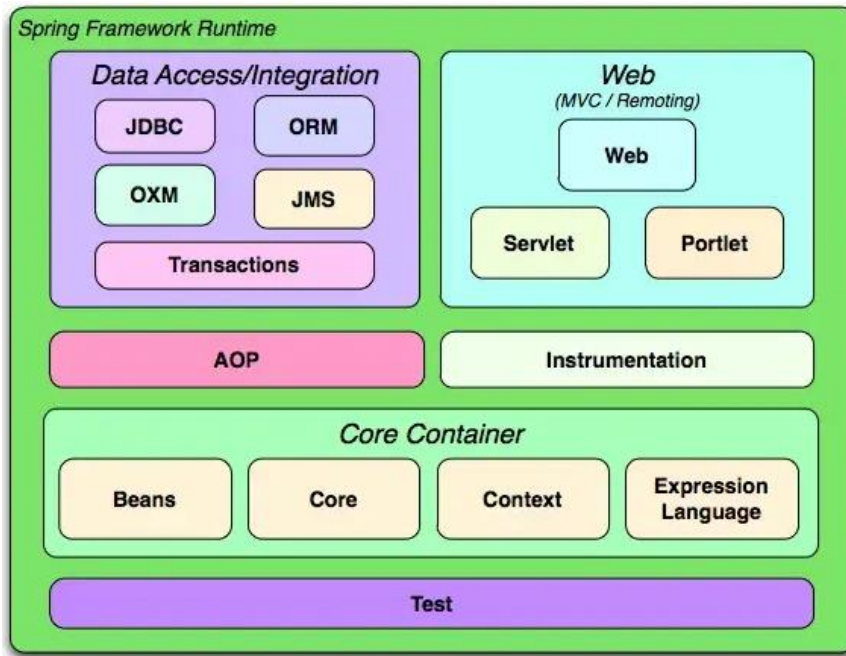 Spring Framework Runtime
Data Access/Integration
JDBC
ORM
OXM
JMS
Transactions
Web
(MVC / Remoting)
Web
Servlet
Portlet
AOP
Instrumentation
Core Container
Beans
Core
Context
Expression
Language
Test